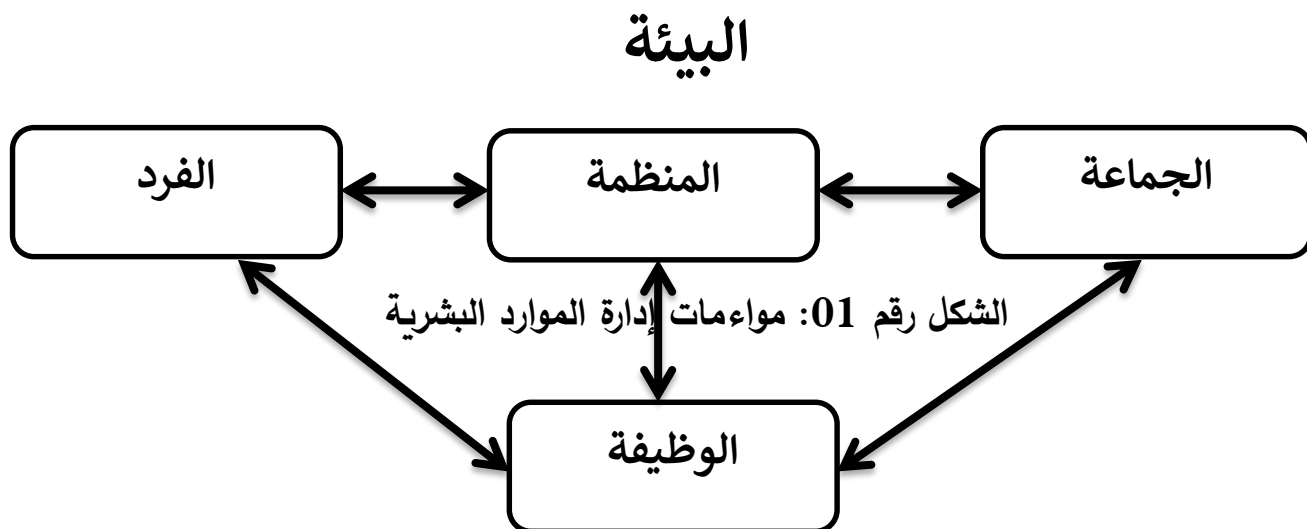 البيئة
الجماعة
المنظمة
الفرد
الشكل رقم 01: مواءمات إدارة الموارد البشرية
الوظيفة